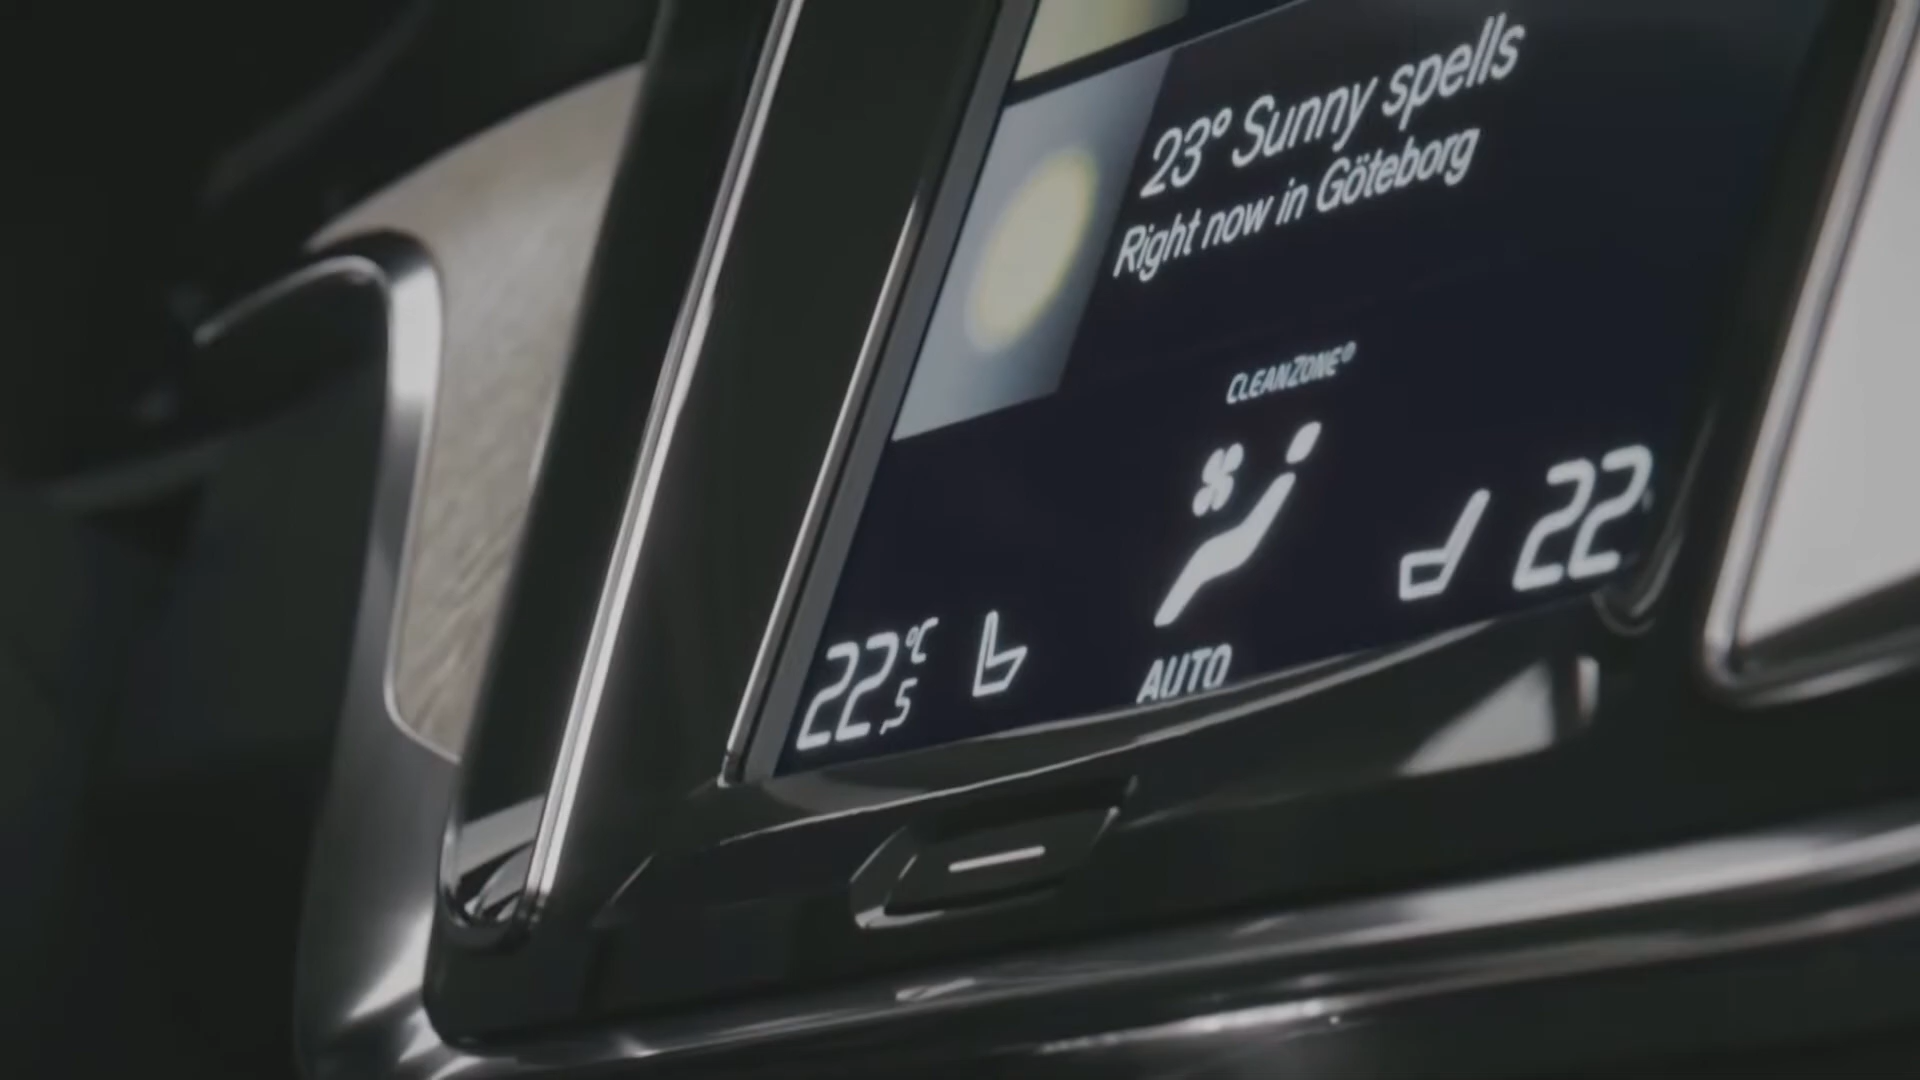 23° Sunny spells
Right now in Göteborg
CLEANZONE®
22
22,5 °C
AUTO